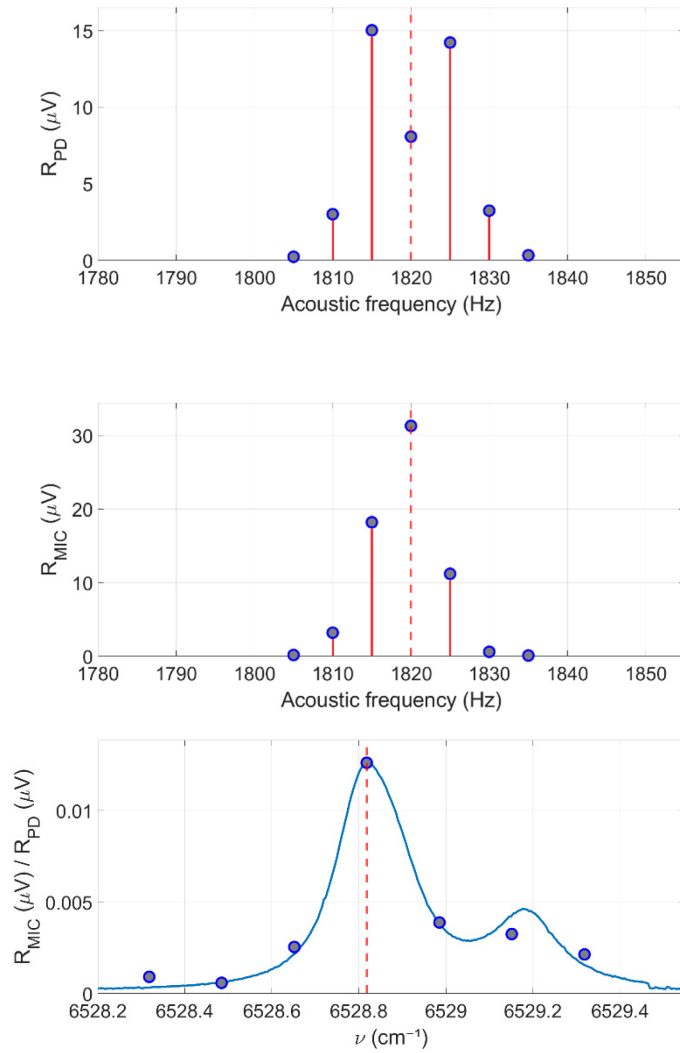 15
10
5
0
R_PD (μV)
1780 1790 1800 1810 1820 1830 1840 1850
Acoustic frequency (Hz)
30
20
10
0
R_MIC (μV)
1780 1790 1800 1810 1820 1830 1840 1850
Acoustic frequency (Hz)
0.01
0.005
0
R_MIC (μV) / R_PD (μV)
6528.2 6528.4 6528.6 6528.8 6529 6529.2 6529.4
ν (cm⁻¹)